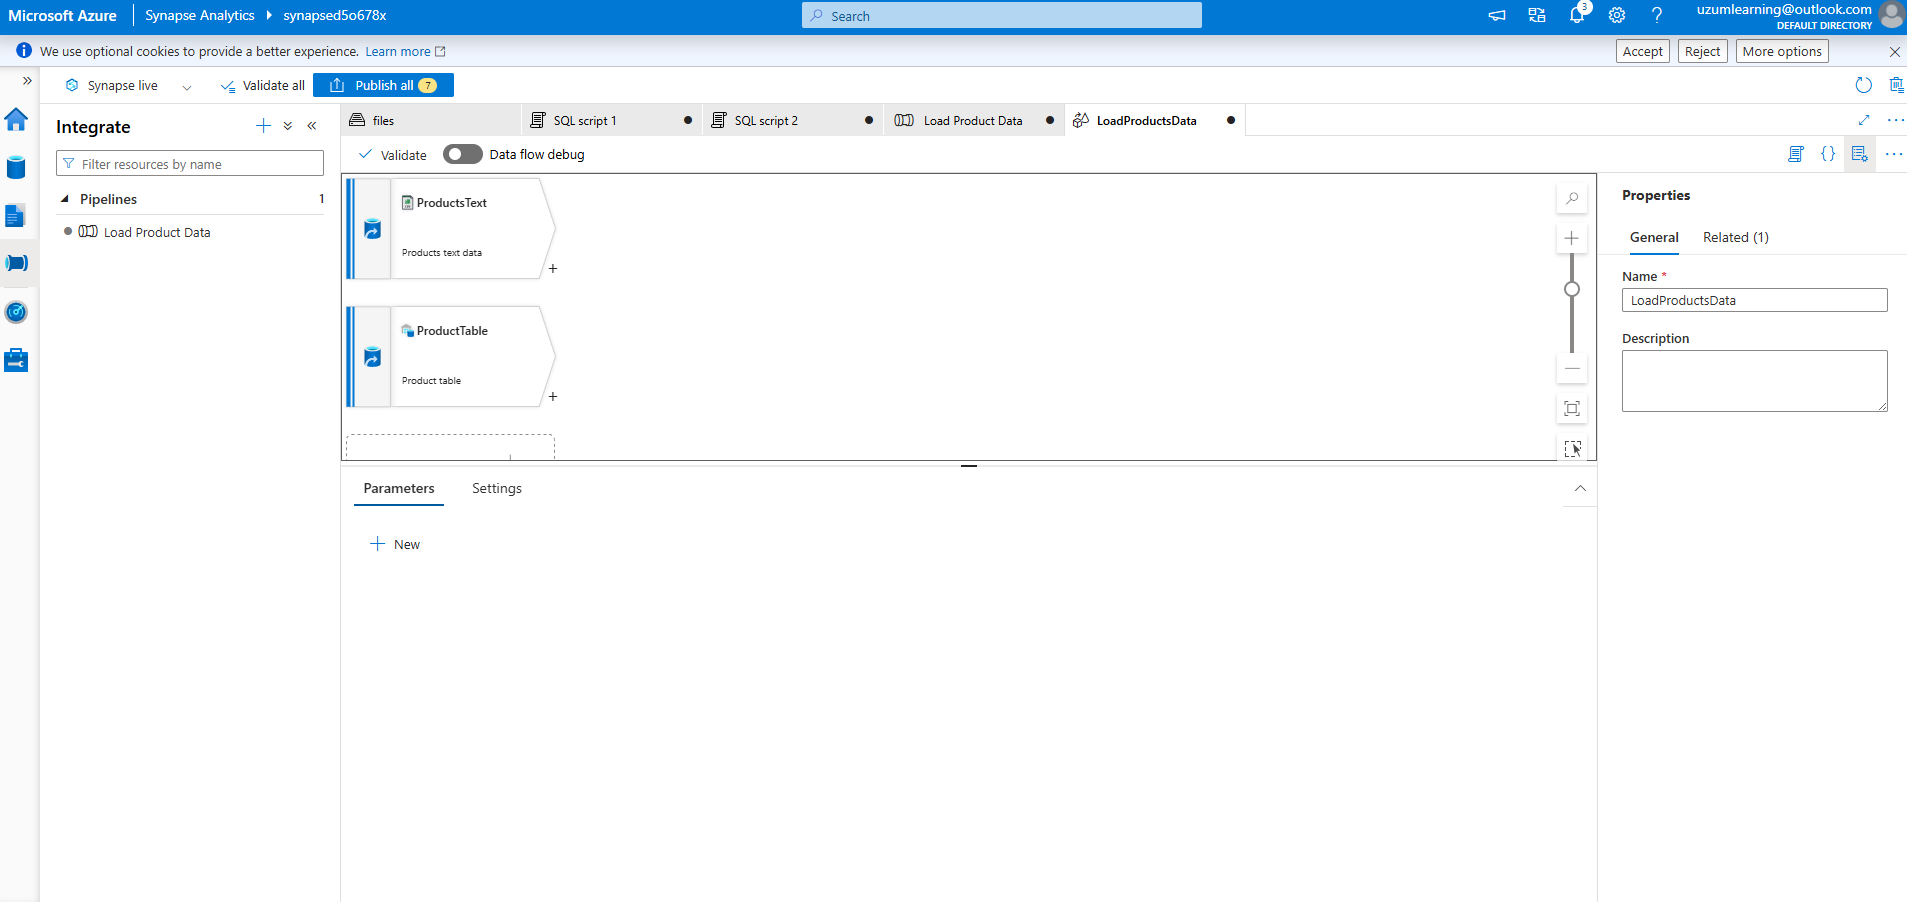 Microsoft Azure Synapse Analytics synapsed5o678x Search 3 uzumlearning@outlook.com
DEFAULT DIRECTORY
We use optional cookies to provide a better experience. Learn more Accept Reject More options
Synapse live Validate all Publish all 7
Integrate
files SQL script 1 SQL script 2 Load Product Data LoadProductsData
Filter resources by name
Pipelines 1
Load Product Data
Validate Data flow debug
ProductsText
Products text data
+
ProductTable
Product table
+
Parameters Settings
New
Properties
General Related (1)
Name *
LoadProductsData
Description